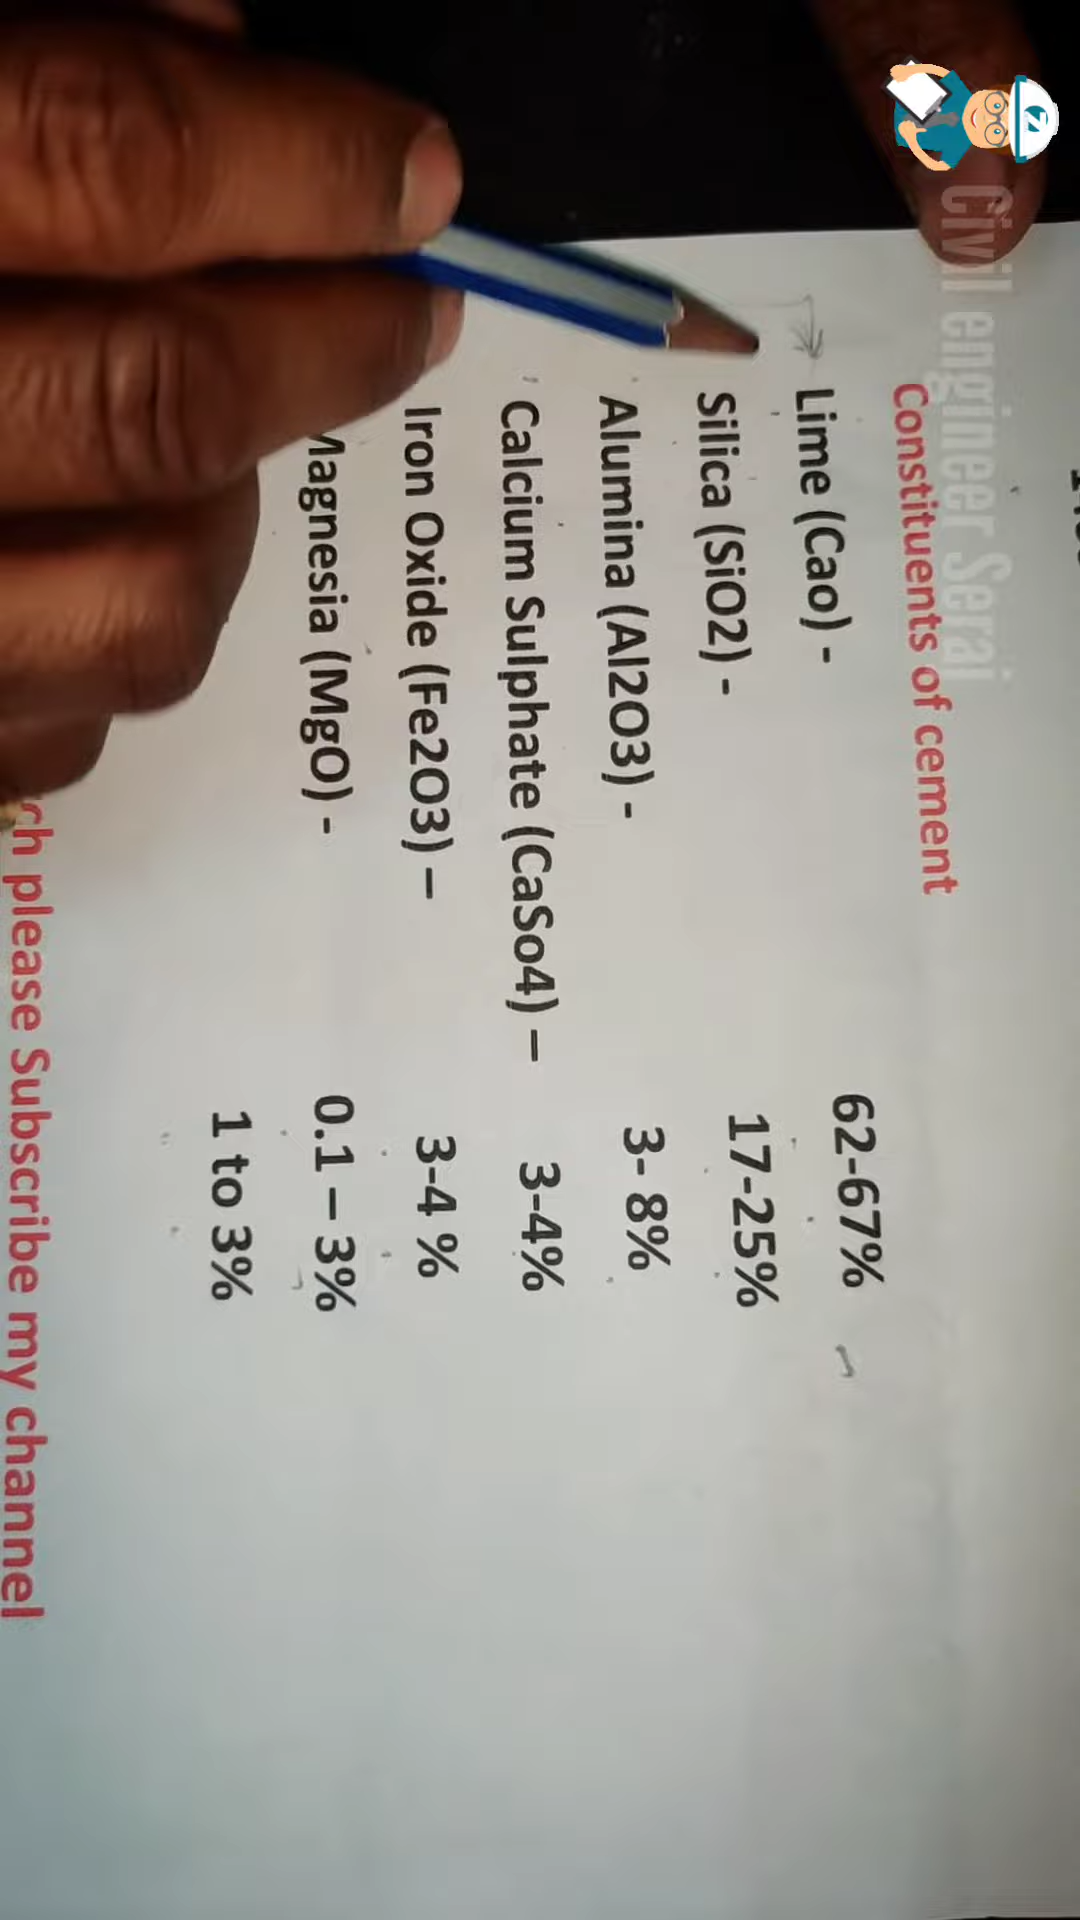 Civil engineer Serai
Constituents of cement
Lime (Cao) - 62-67%
Silica (SiO2) - 17-25%
Alumina (Al2O3) - 3- 8%
Calcium Sulphate (CaSo4) – 3-4%
Iron Oxide (Fe2O3) – 3-4 %
Magnesia (MgO) - 0.1 – 3%
1 to 3%
please Subscribe my channel